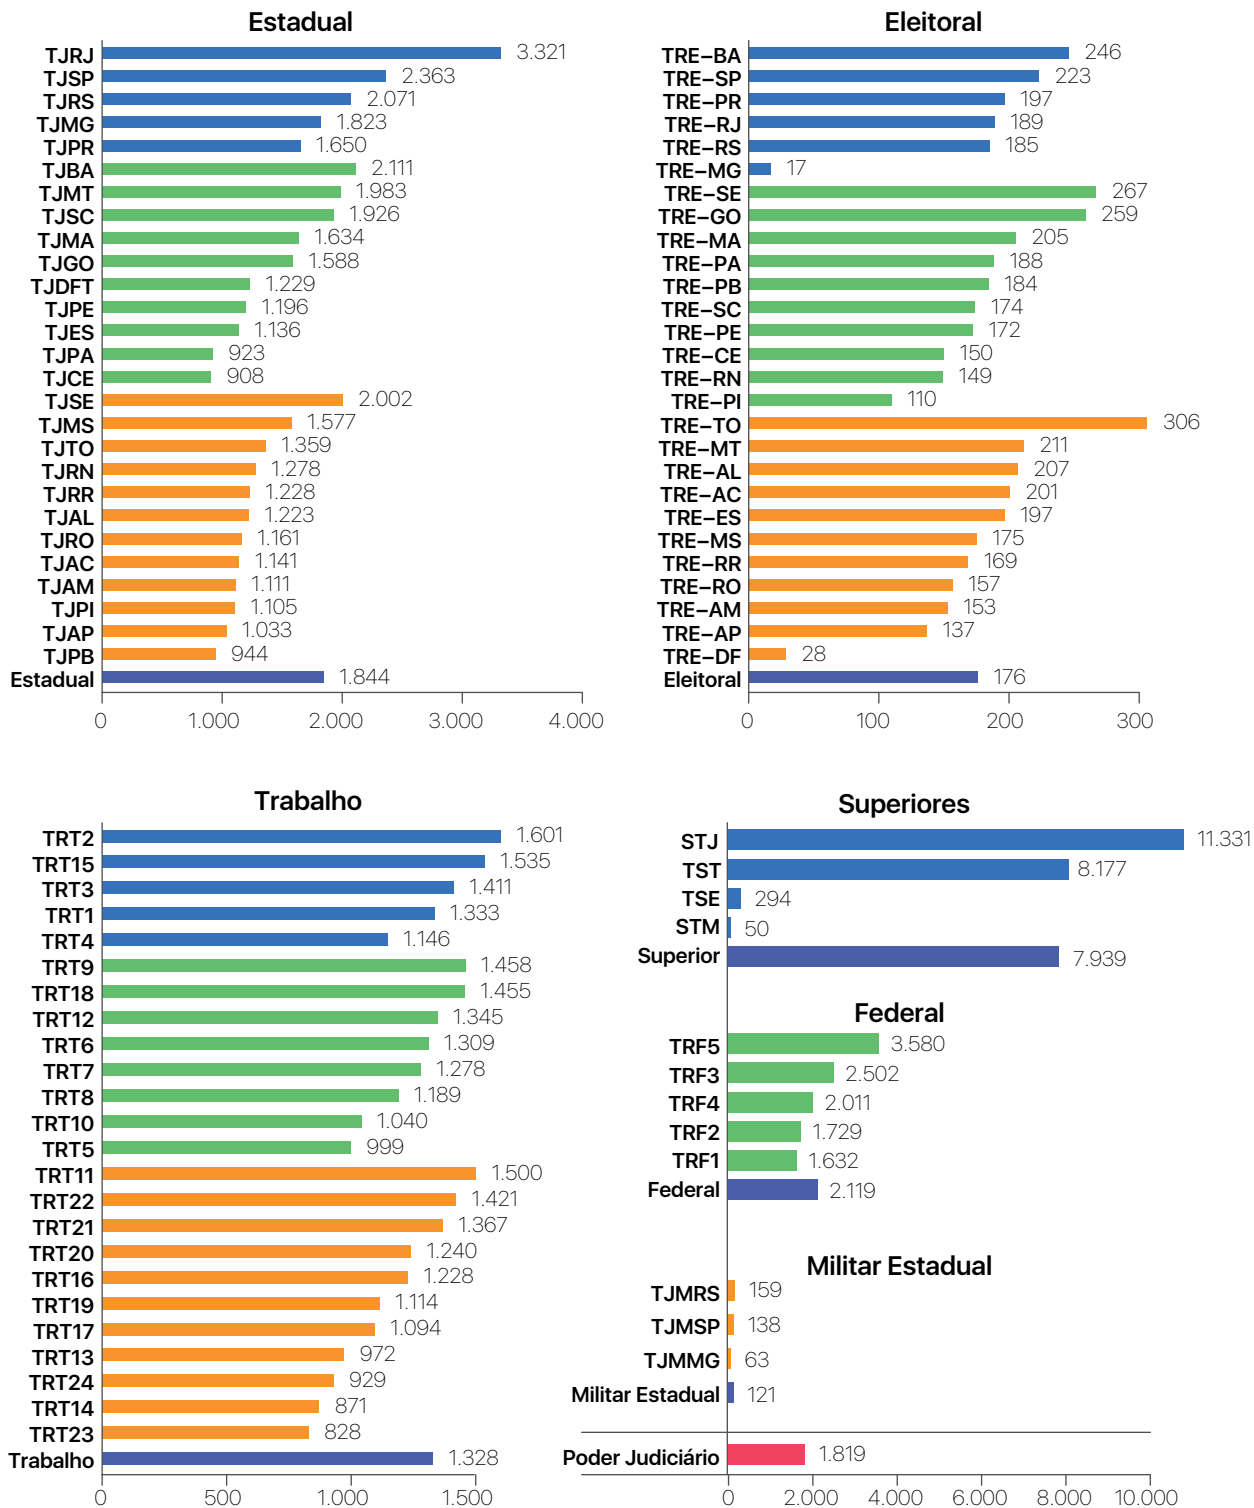 Estadual
TJRJ 3.321
TJSP 2.363
TJRS 2.071
TJMG 1.823
TJPR 1.650
TJBA 2.111
TJMT 1.983
TJSC 1.926
TJMA 1.634
TJGO 1.588
TJDFT 1.229
TJPE 1.196
TJES 1.136
TJPA 923
TJCE 908
TJSE 2.002
TJMS 1.577
TJTO 1.359
TJRN 1.278
TJRR 1.228
TJAL 1.223
TJRO 1.161
TJAC 1.141
TJAM 1.111
TJPI 1.105
TJAP 1.033
TJPB 944
Estadual 1.844
0 1.000 2.000 3.000 4.000
Eleitoral
TRE–BA 246
TRE–SP 223
TRE–PR 197
TRE–RJ 189
TRE–RS 185
TRE–MG 17
TRE–SE 267
TRE–GO 259
TRE–MA 205
TRE–PA 188
TRE–PB 184
TRE–SC 174
TRE–PE 172
TRE–CE 150
TRE–RN 149
TRE–PI 110
TRE–TO 306
TRE–MT 211
TRE–AL 207
TRE–AC 201
TRE–ES 197
TRE–MS 175
TRE–RR 169
TRE–RO 157
TRE–AM 153
TRE–AP 137
TRE–DF 28
Eleitoral 176
0 100 200 300
Trabalho
TRT2 1.601
TRT15 1.535
TRT3 1.411
TRT1 1.333
TRT4 1.146
TRT9 1.458
TRT18 1.455
TRT12 1.345
TRT6 1.309
TRT7 1.278
TRT8 1.189
TRT10 1.040
TRT5 999
TRT11 1.500
TRT22 1.421
TRT21 1.367
TRT20 1.240
TRT16 1.228
TRT19 1.114
TRT17 1.094
TRT13 972
TRT24 929
TRT14 871
TRT23 828
Trabalho 1.328
0 500 1.000 1.500
Superiores
STJ 11.331
TST 8.177
TSE 294
STM 50
Superior 7.939
Federal
TRF5 3.580
TRF3 2.502
TRF4 2.011
TRF2 1.729
TRF1 1.632
Federal 2.119
Militar Estadual
TJMRS 159
TJMSP 138
TJMMG 63
Militar Estadual 121
Poder Judiciário 1.819
0 2.000 4.000 6.000 8.000 10.000